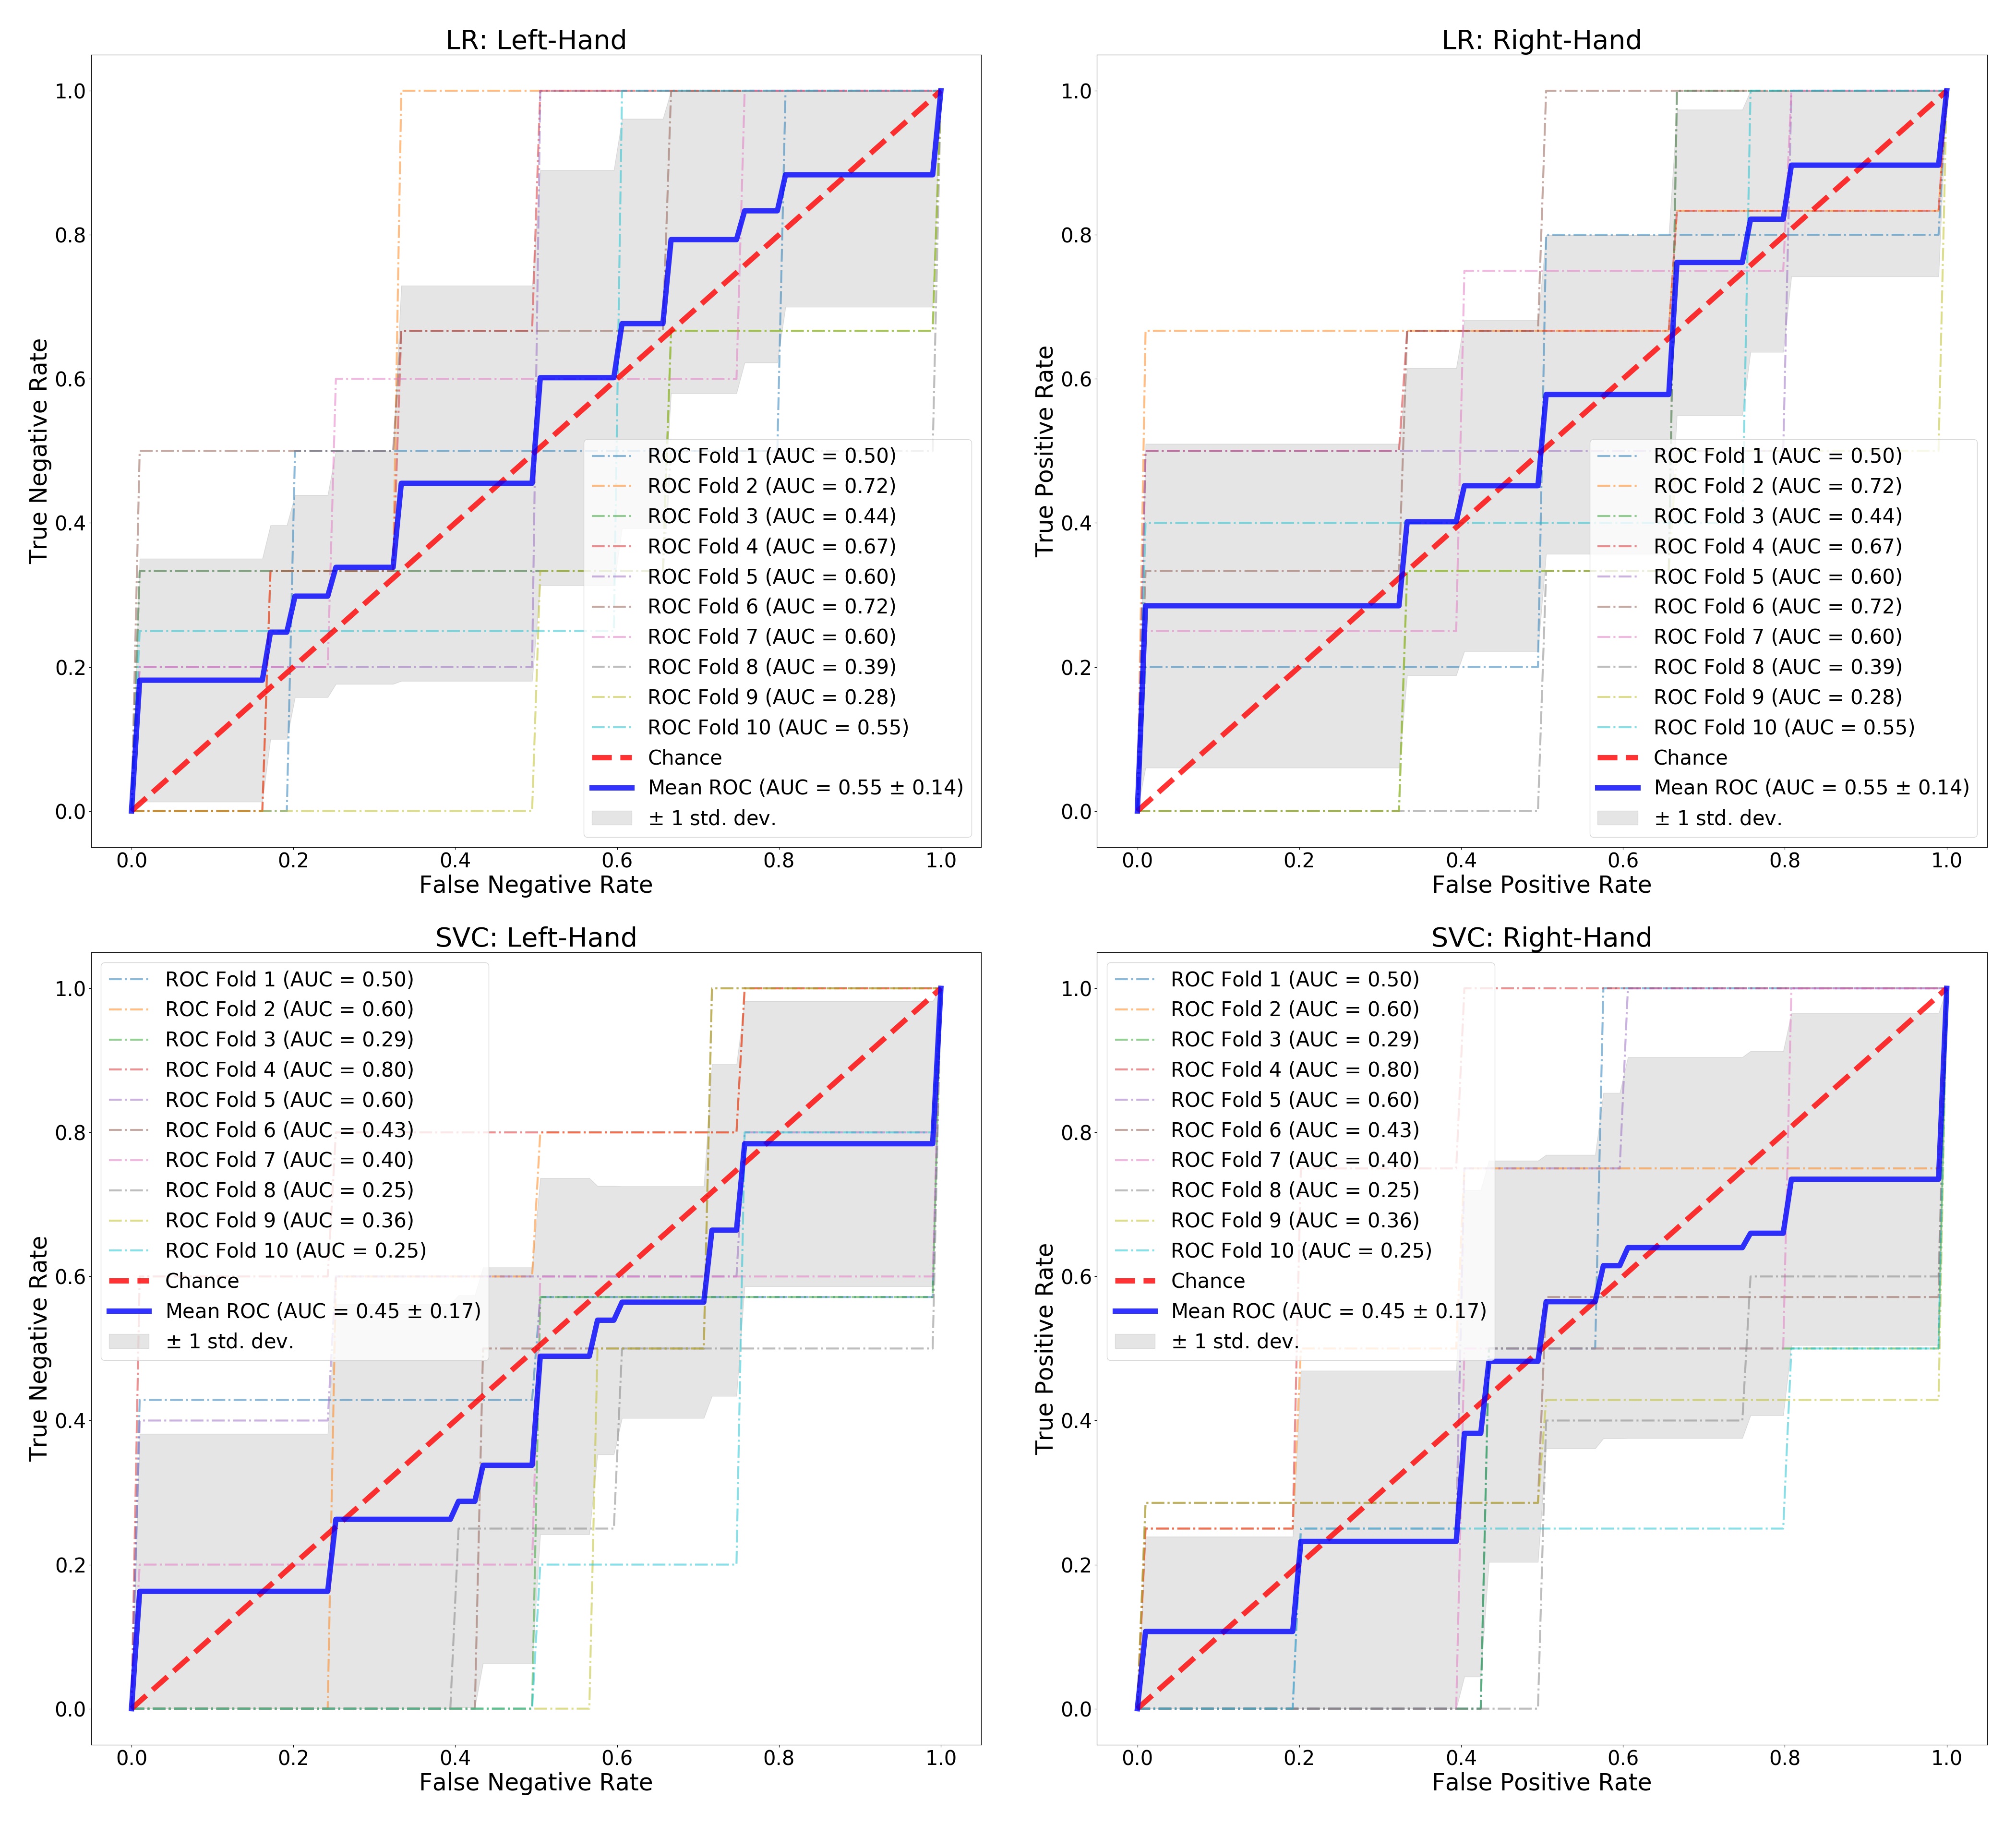 LR: Left-Hand
True Negative Rate
1.0
0.8
0.6
0.4
0.2
0.0
ROC Fold 1 (AUC = 0.50)
ROC Fold 2 (AUC = 0.72)
ROC Fold 3 (AUC = 0.44)
ROC Fold 4 (AUC = 0.67)
ROC Fold 5 (AUC = 0.60)
ROC Fold 6 (AUC = 0.72)
ROC Fold 7 (AUC = 0.60)
ROC Fold 8 (AUC = 0.39)
ROC Fold 9 (AUC = 0.28)
ROC Fold 10 (AUC = 0.55)
Chance
Mean ROC (AUC = 0.55 ± 0.14)
± 1 std. dev.
0.0 0.2 0.4 0.6 0.8 1.0
False Negative Rate
LR: Right-Hand
True Positive Rate
1.0
0.8
0.6
0.4
0.2
0.0
ROC Fold 1 (AUC = 0.50)
ROC Fold 2 (AUC = 0.72)
ROC Fold 3 (AUC = 0.44)
ROC Fold 4 (AUC = 0.67)
ROC Fold 5 (AUC = 0.60)
ROC Fold 6 (AUC = 0.72)
ROC Fold 7 (AUC = 0.60)
ROC Fold 8 (AUC = 0.39)
ROC Fold 9 (AUC = 0.28)
ROC Fold 10 (AUC = 0.55)
Chance
Mean ROC (AUC = 0.55 ± 0.14)
± 1 std. dev.
0.0 0.2 0.4 0.6 0.8 1.0
False Positive Rate
SVC: Left-Hand
True Negative Rate
1.0
0.8
0.6
0.4
0.2
0.0
ROC Fold 1 (AUC = 0.50)
ROC Fold 2 (AUC = 0.60)
ROC Fold 3 (AUC = 0.29)
ROC Fold 4 (AUC = 0.80)
ROC Fold 5 (AUC = 0.60)
ROC Fold 6 (AUC = 0.43)
ROC Fold 7 (AUC = 0.40)
ROC Fold 8 (AUC = 0.25)
ROC Fold 9 (AUC = 0.36)
ROC Fold 10 (AUC = 0.25)
Chance
Mean ROC (AUC = 0.45 ± 0.17)
± 1 std. dev.
0.0 0.2 0.4 0.6 0.8 1.0
False Negative Rate
SVC: Right-Hand
True Positive Rate
1.0
0.8
0.6
0.4
0.2
0.0
ROC Fold 1 (AUC = 0.50)
ROC Fold 2 (AUC = 0.60)
ROC Fold 3 (AUC = 0.29)
ROC Fold 4 (AUC = 0.80)
ROC Fold 5 (AUC = 0.60)
ROC Fold 6 (AUC = 0.43)
ROC Fold 7 (AUC = 0.40)
ROC Fold 8 (AUC = 0.25)
ROC Fold 9 (AUC = 0.36)
ROC Fold 10 (AUC = 0.25)
Chance
Mean ROC (AUC = 0.45 ± 0.17)
± 1 std. dev.
0.0 0.2 0.4 0.6 0.8 1.0
False Positive Rate